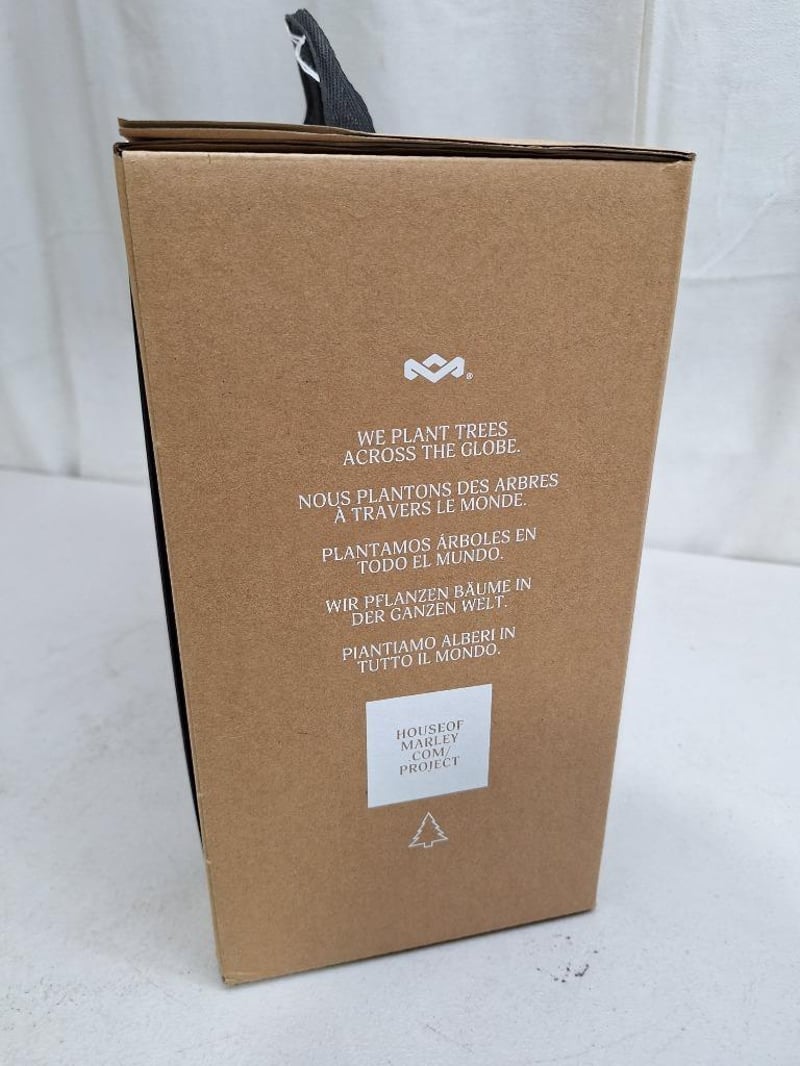 WE PLANT TREES
ACROSS THE GLOBE.
NOUS PLANTONS DES ARBRES
À TRAVERS LE MONDE.
PLANTAMOS ÁRBOLES EN
TODO EL MUNDO.
WIR PFLANZEN BÄUME IN
DER GANZEN WELT.
PIANTIAMO ALBERI IN
TUTTO IL MONDO.
HOUSEOF
MARLEY
.COM/
PROJECT